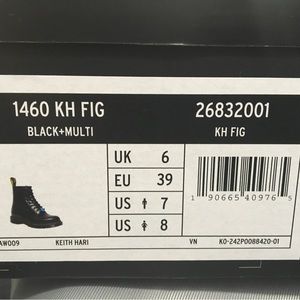 1460 KH FIG
BLACK+MULTI
26832001
KH FIG
UK 6
EU 39
US 7
US 8
1 90665 40976 5
AW009
KEITH HARI
VN
K0-242P0088420-01